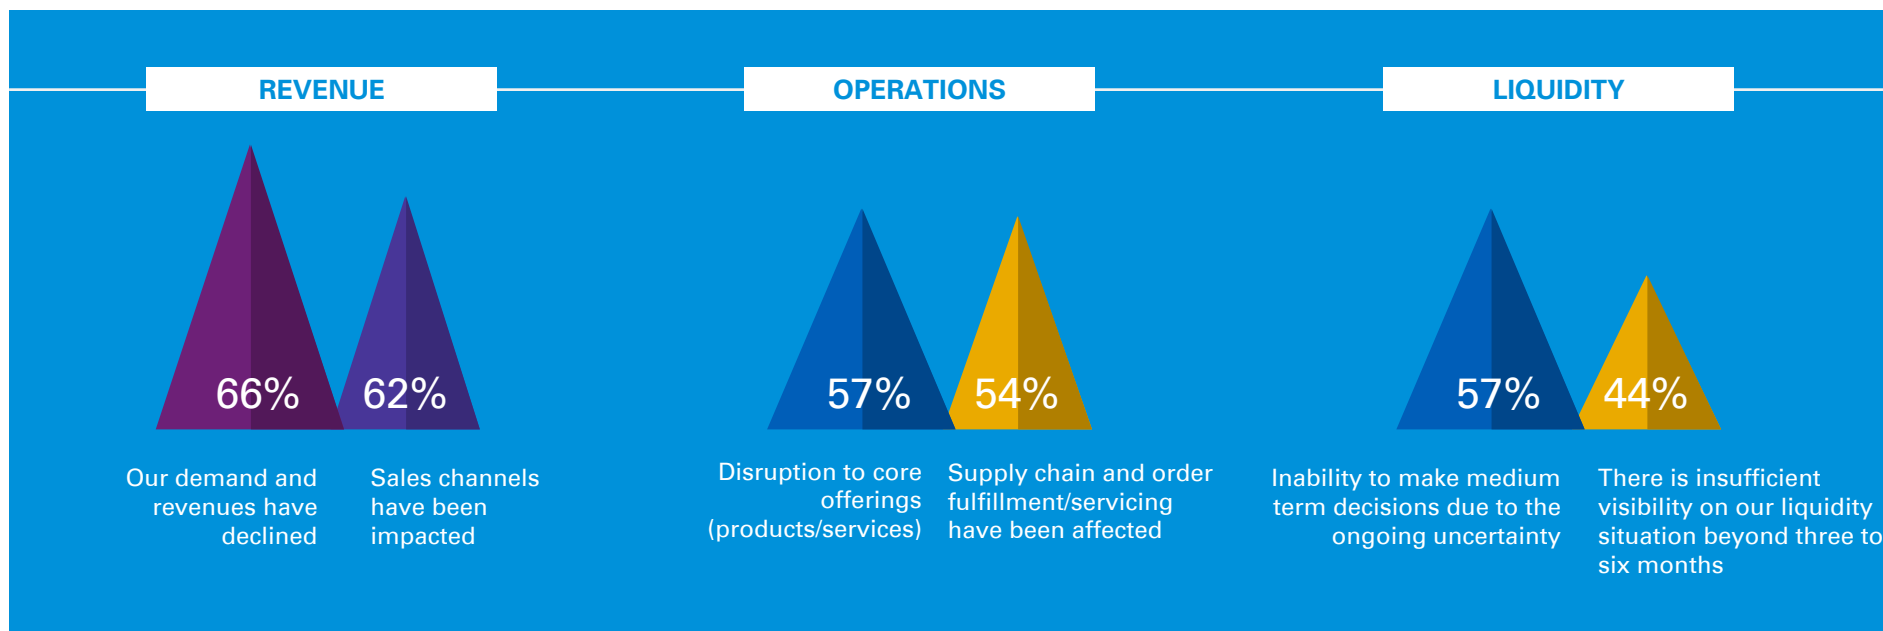 REVENUE
OPERATIONS
LIQUIDITY
66%
62%
57%
54%
57%
44%
Our demand and
revenues have
declined
Sales channels
have been
impacted
Disruption to core
offerings
(products/services)
Supply chain and order
fulfillment/servicing
have been affected
Inability to make medium
term decisions due to the
ongoing uncertainty
There is insufficient
visibility on our liquidity
situation beyond three to
six months